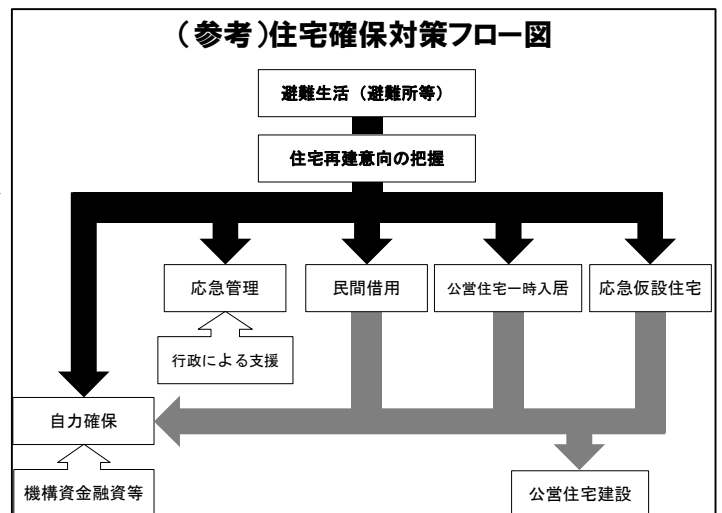 （参考）住宅確保対策フロー図
避難生活（避難所等）
住宅再建意向の把握
応急管理
民間借用
公営住宅一時入居
応急仮設住宅
行政による支援
自力確保
機構資金融資等
公営住宅建設